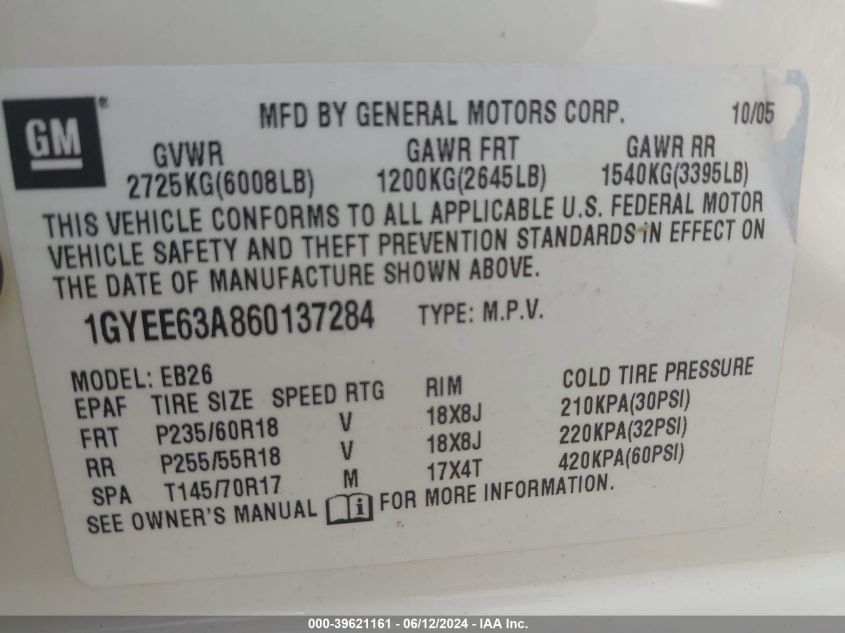 GM ®
MFD BY GENERAL MOTORS CORP. 10/05
GVWR GAWR FRT GAWR RR
2725KG(6008LB) 1200KG(2645LB) 1540KG(3395LB)
THIS VEHICLE CONFORMS TO ALL APPLICABLE U.S. FEDERAL MOTOR
VEHICLE SAFETY AND THEFT PREVENTION STANDARDS IN EFFECT ON
THE DATE OF MANUFACTURE SHOWN ABOVE.
1GYEE63A860137284 TYPE: M.P.V.
MODEL: EB26
EPAF TIRE SIZE SPEED RTG RIM COLD TIRE PRESSURE
FRT P235/60R18 V 18X8J 210KPA(30PSI)
RR P255/55R18 V 18X8J 220KPA(32PSI)
SPA T145/70R17 M 17X4T 420KPA(60PSI)
SEE OWNER'S MANUAL i FOR MORE INFORMATION.
000-39621161 - 06/12/2024 - IAA Inc.